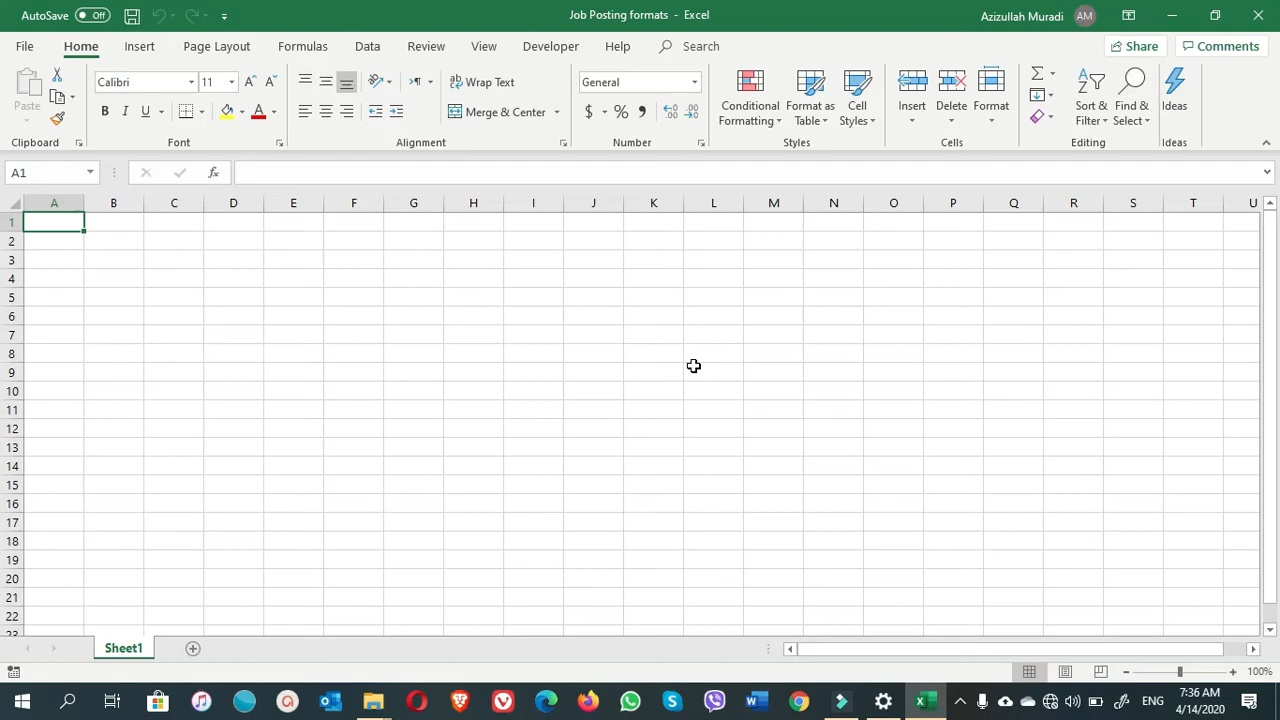 AutoSave Off
Job Posting formats - Excel
Azizullah Muradi AM
File Home Insert Page Layout Formulas Data Review View Developer Help Search
Share Comments
Paste
Clipboard
Calibri 11
B I U
Font
Wrap Text
Merge & Center
Alignment
General
$ % ,
Number
Conditional Formatting
Format as Table
Cell Styles
Styles
Insert Delete Format
Cells
Sort & Filter
Find & Select
Editing
Ideas
Ideas
A1
fx
A B C D E F G H I J K L M N O P Q R S T U
1
2
3
4
5
6
7
8
9
10
11
12
13
14
15
16
17
18
19
20
21
22
23
Sheet1
100%
ENG
7:36 AM
4/14/2020